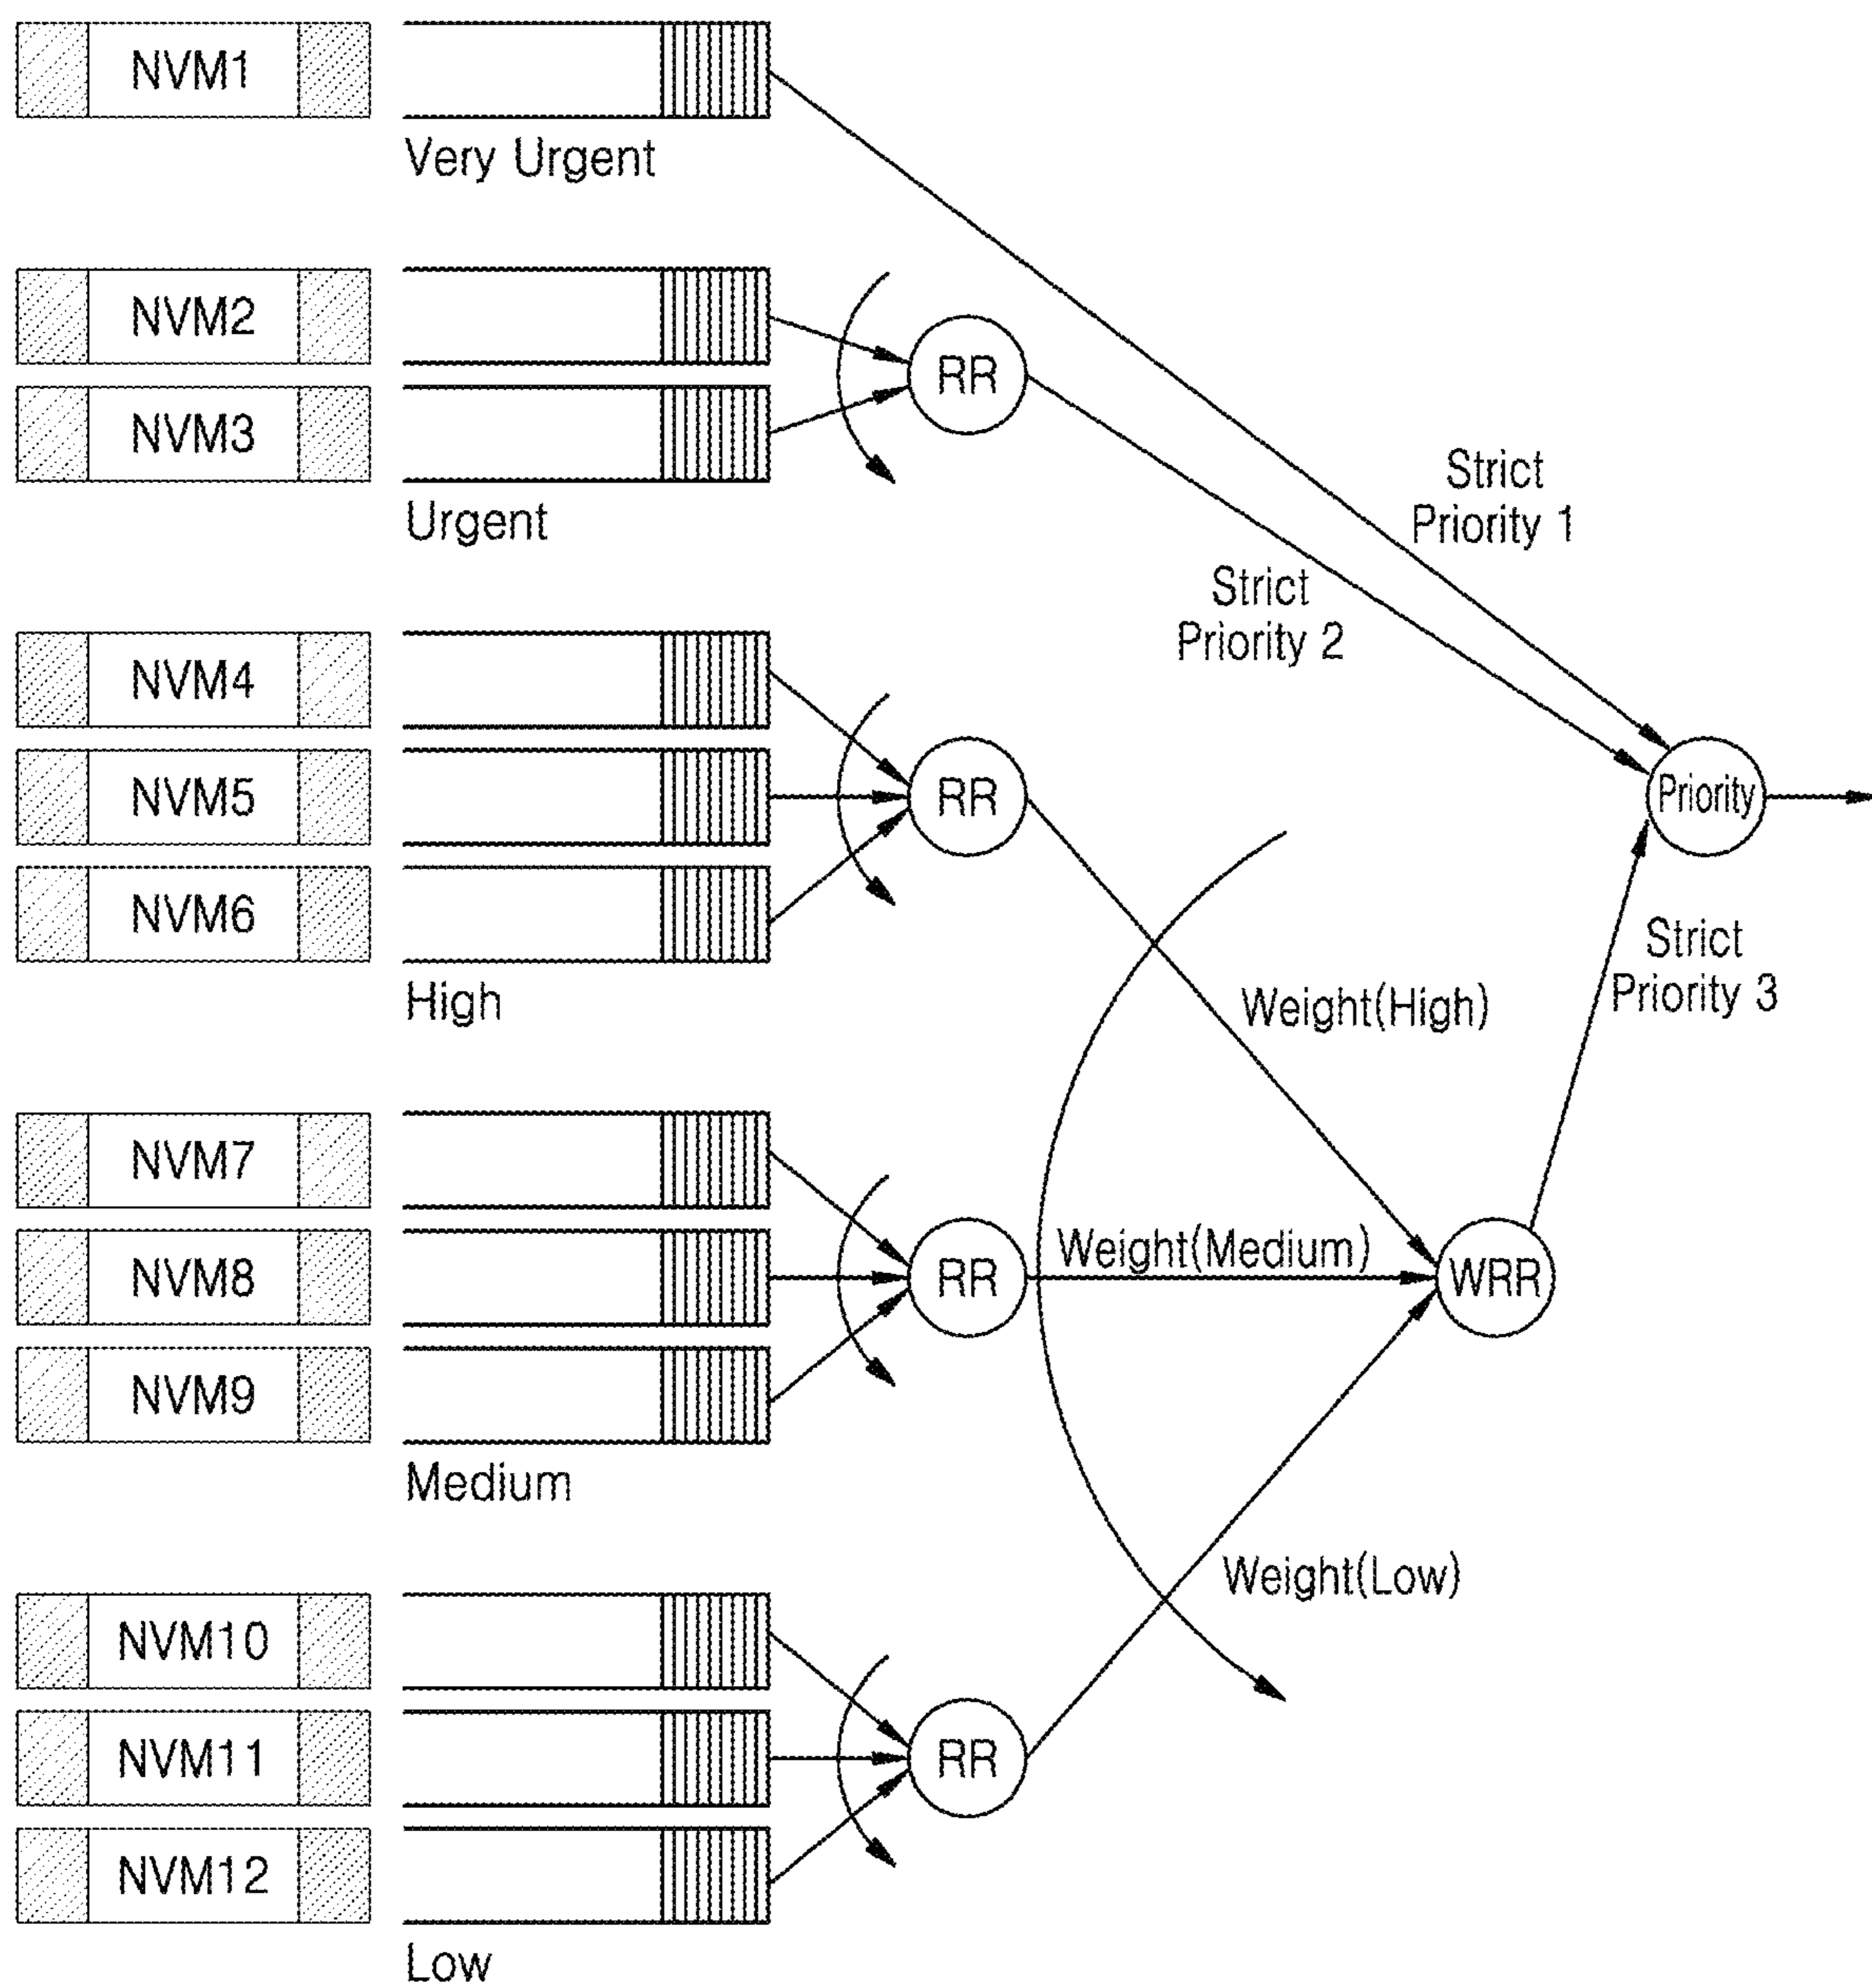 NVM1
Very Urgent
NVM2
NVM3
RR
Urgent
Strict
Priority 1
Strict
Priority 2
NVM4
NVM5
NVM6
RR
High
Priority
Strict
Priority 3
Weight(High)
NVM7
NVM8
NVM9
RR
Medium
Weight(Medium)
WRR
Weight(Low)
NVM10
NVM11
NVM12
RR
Low